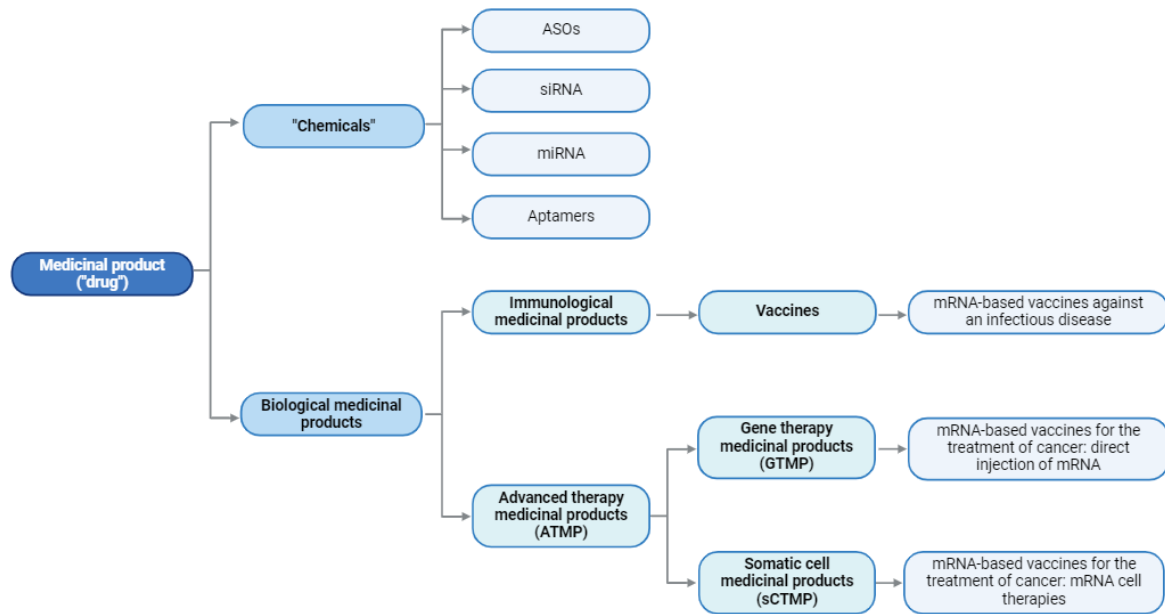 ASOs
siRNA
"Chemicals"
miRNA
Aptamers
Medicinal product
("drug")
Immunological
medicinal products
Vaccines
mRNA-based vaccines against
an infectious disease
Biological medicinal
products
Gene therapy
medicinal products
(GTMP)
mRNA-based vaccines for the
treatment of cancer: direct
injection of mRNA
Advanced therapy
medicinal products
(ATMP)
Somatic cell
medicinal products
(sCTMP)
mRNA-based vaccines for the
treatment of cancer: mRNA cell
therapies